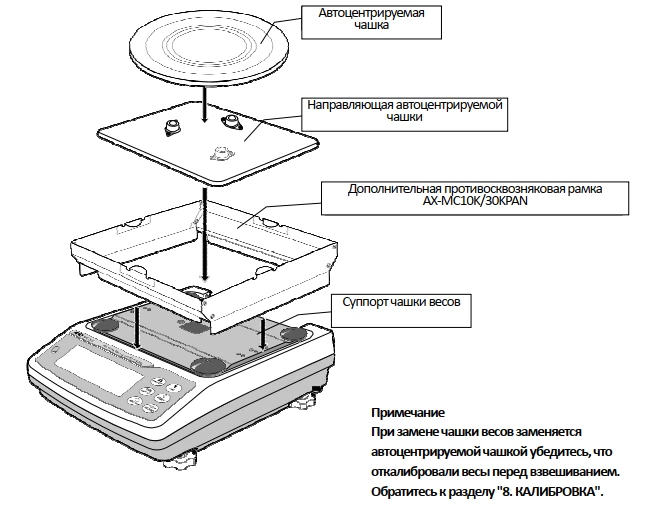 Автоцентрируемая
чашка
Направляющая автоцентрируемой
чашки
Дополнительная противосквозняковая рамка
AX-MC10K/30KPAN
Суппорт чашки весов
Примечание
При замене чашки весов заменяется
автоцентрируемой чашкой убедитесь, что
откалибровали весы перед взвешиванием.
Обратитесь к разделу "8. КАЛИБРОВКА".